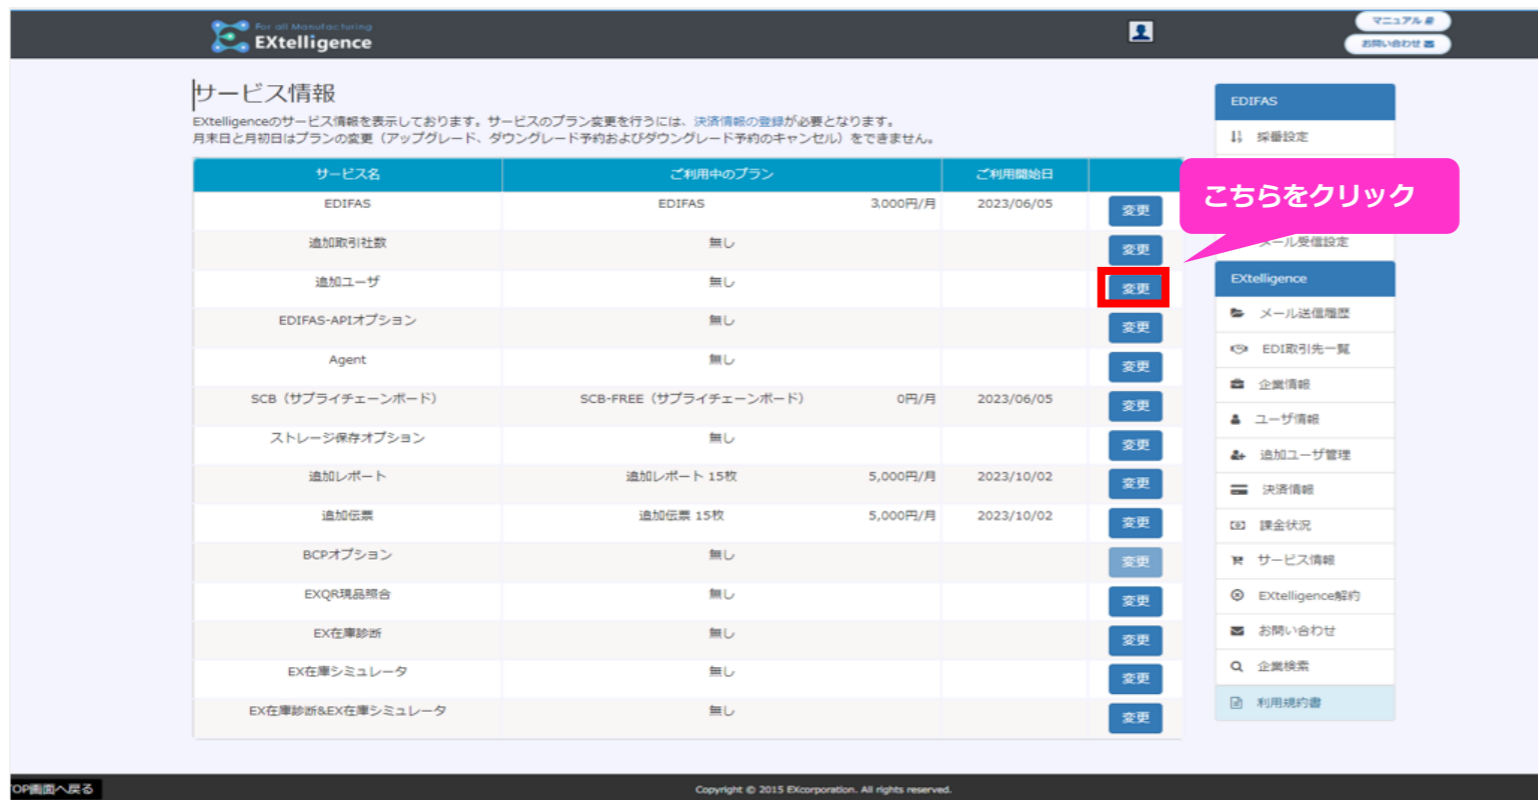 For all Manufacturing
EXtelligence
マニュアル
お問い合わせ
サービス情報
EXtelligenceのサービス情報を表示しております。サービスのプラン変更を行うには、決済情報の登録が必要となります。
月末日と月初日はプランの変更（アップグレード、ダウングレード予約およびダウングレード予約のキャンセル）をできません。
サービス名 ご利用中のプラン ご利用開始日
EDIFAS EDIFAS 3,000円/月 2023/06/05 変更
追加取引社数 無し 変更
追加ユーザ 無し 変更
EDIFAS-APIオプション 無し 変更
Agent 無し 変更
SCB（サプライチェーンボード） SCB-FREE（サプライチェーンボード） 0円/月 2023/06/05 変更
ストレージ保存オプション 無し 変更
追加レポート 追加レポート 15枚 5,000円/月 2023/10/02 変更
追加伝票 追加伝票 15枚 5,000円/月 2023/10/02 変更
BCPオプション 無し 変更
EXQR現品照合 無し 変更
EX在庫診断 無し 変更
EX在庫シミュレータ 無し 変更
EX在庫診断&EX在庫シミュレータ 無し 変更
こちらをクリック
EDIFAS
採番設定
メール受信設定
EXtelligence
メール送信履歴
EDI取引先一覧
企業情報
ユーザ情報
追加ユーザ管理
決済情報
課金状況
サービス情報
EXtelligence解約
お問い合わせ
企業検索
利用規約書
OP画面へ戻る
Copyright © 2015 EXcorporation. All rights reserved.